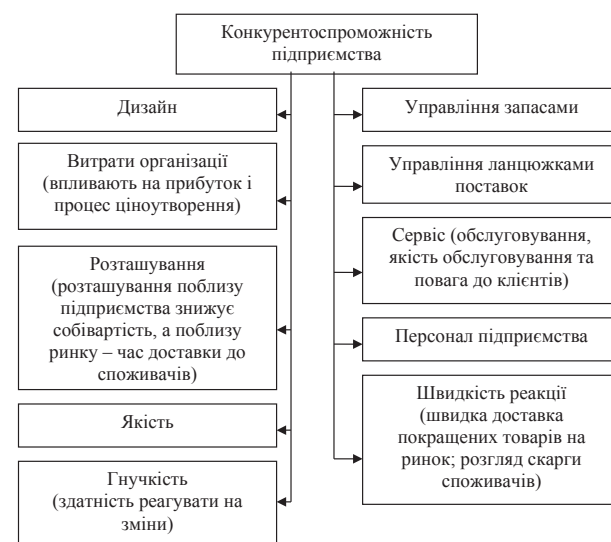 Конкурентоспроможність
підприємства
Дизайн
Витрати організації
(впливають на прибуток і
процес ціноутворення)
Розташування
(розташування поблизу
підприємства знижує
собівартість, а поблизу
ринку – час доставки до
споживачів)
Якість
Гнучкість
(здатність реагувати на
зміни)
Управління запасами
Управління ланцюжками
поставок
Сервіс (обслуговування,
якість обслуговування та
повага до клієнтів)
Персонал підприємства
Швидкість реакції
(швидка доставка
покращених товарів на
ринок; розгляд скарги
споживачів)